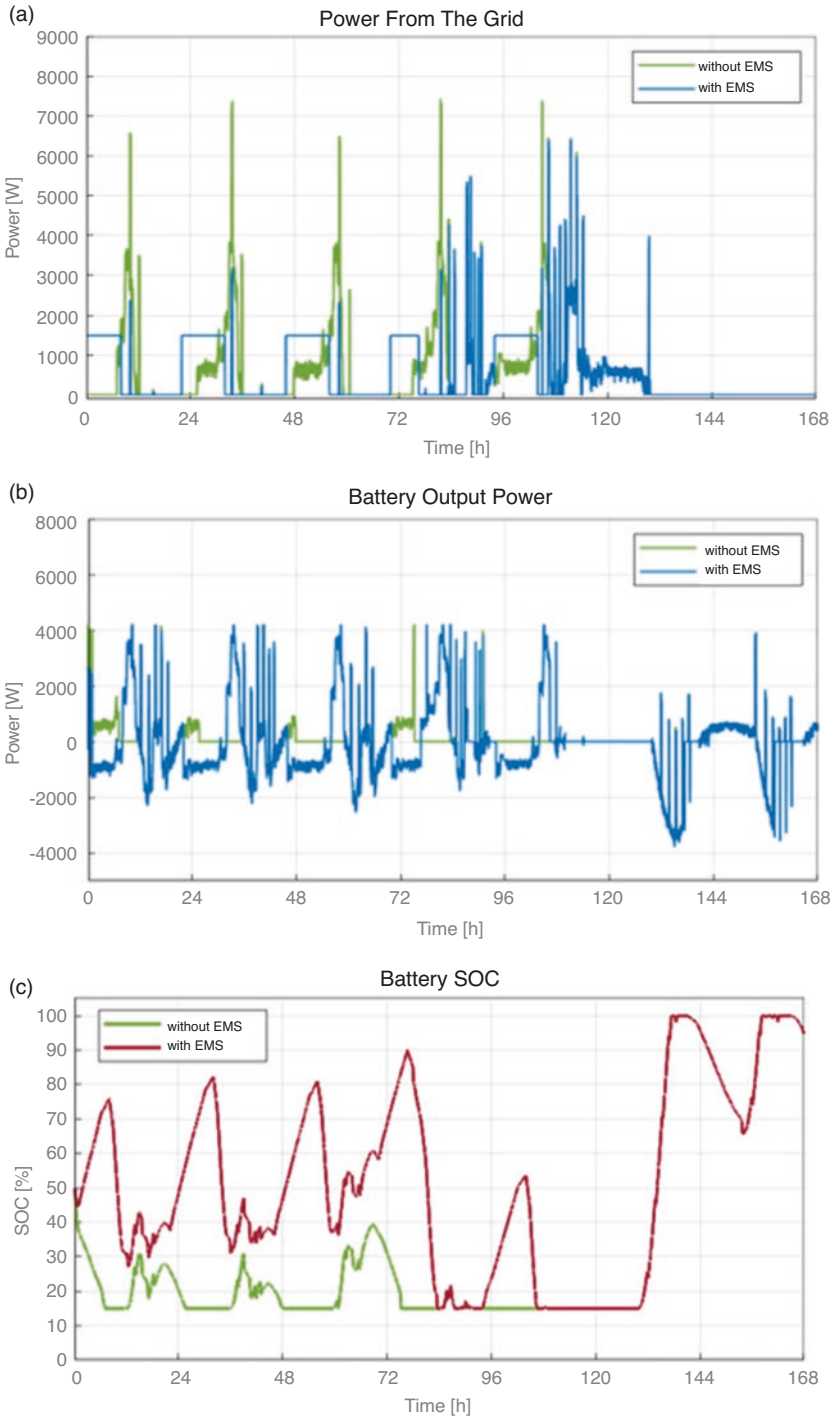 (a)
Power From The Grid
9000
8000
7000
6000
5000
4000
3000
2000
1000
0
Power [W]
without EMS
with EMS
0 24 48 72 96 120 144 168
Time [h]
(b)
Battery Output Power
8000
6000
4000
2000
0
-2000
-4000
Power [W]
without EMS
with EMS
0 24 48 72 96 120 144 168
Time [h]
(c)
Battery SOC
100
90
80
70
60
50
40
30
20
10
0
SOC [%]
without EMS
with EMS
0 24 48 72 96 120 144 168
Time [h]